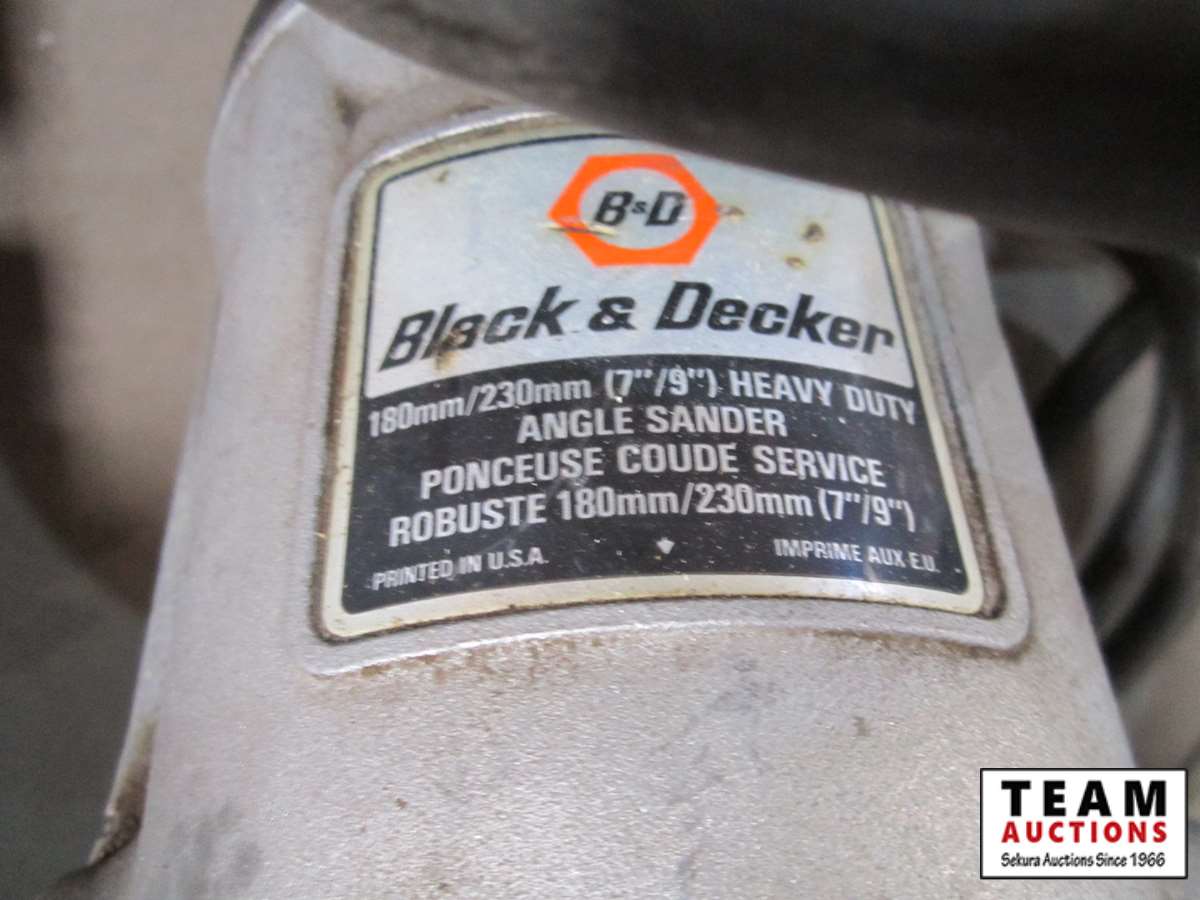 B&D
Black & Decker
180mm/230mm (7"/9") HEAVY DUTY
ANGLE SANDER
PONCEUSE COUDE SERVICE
ROBUSTE 180mm/230mm (7"/9")
PRINTED IN U.S.A.
IMPRIME AUX E.U.
TEAM
AUCTIONS
Sekura Auctions Since 1966